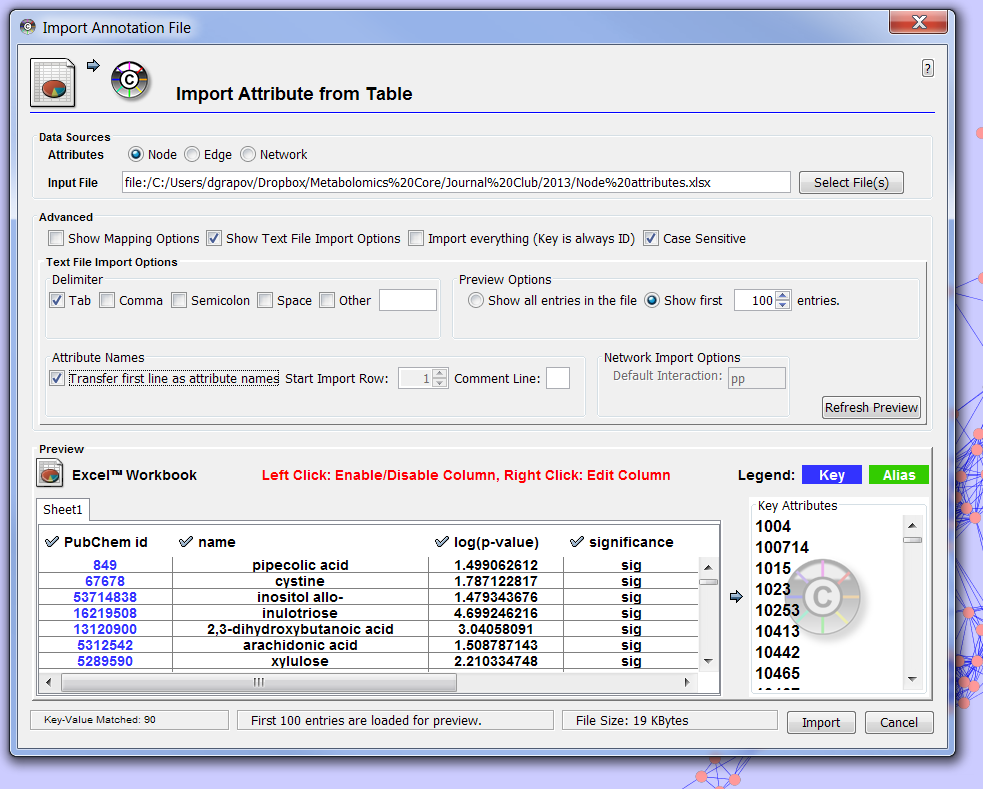 Import Annotation File
Import Attribute from Table
?
Data Sources
Attributes Node Edge Network
Input File file:/C:/Users/dgrapov/Dropbox/Metabolomics%20Core/Journal%20Club/2013/Node%20attributes.xlsx Select File(s)
Advanced
Show Mapping Options Show Text File Import Options Import everything (Key is always ID) Case Sensitive
Text File Import Options
Delimiter Preview Options
Tab Comma Semicolon Space Other Show all entries in the file Show first 100 entries.
Attribute Names Network Import Options
Transfer first line as attribute names Start Import Row: 1 Comment Line: Default Interaction: pp
Refresh Preview
Preview
Excel™ Workbook Left Click: Enable/Disable Column, Right Click: Edit Column Legend: Key Alias
Sheet1
PubChem id name log(p-value) significance
849 pipecolic acid 1.499062612 sig
67678 cystine 1.787122817 sig
53714838 inositol allo- 1.479343676 sig
16219508 inulotriose 4.699246216 sig
13120900 2,3-dihydroxybutanoic acid 3.04058091 sig
5312542 arachidonic acid 1.508787143 sig
5289590 xylulose 2.210334748 sig
Key Attributes
1004
100714
1015
1023
10253
10413
10442
10465
Key-Value Matched: 90 First 100 entries are loaded for preview. File Size: 19 KBytes Import Cancel